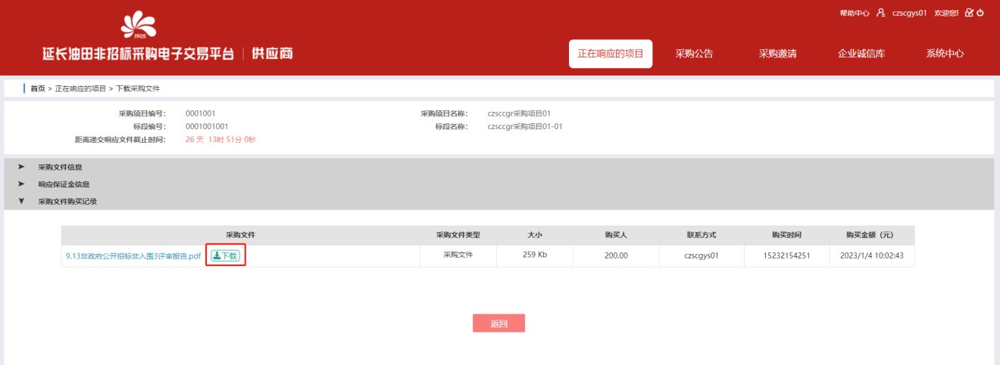 帮助中心 czscgys01 欢迎您!
1905
延长油田非招标采购电子交易平台 | 供应商
正在响应的项目 采购公告 采购邀请 企业诚信库 系统中心
首页 > 正在响应的项目 > 下载采购文件
采购项目编号： 0001001 采购项目名称： czsccgr采购项目01
标段编号： 0001001001 标段名称： czsccgr采购项目01-01
距离递交响应文件截止时间： 26 天 13时 51分 0秒
采购文件信息
响应保证金信息
采购文件购买记录
采购文件 采购文件类型 大小 购买人 联系方式 购买时间 购买金额（元）
9.13非政府公开招标非入围3评审报告.pdf 下载 采购文件 259 Kb 200.00 czscgys01 15232154251 2023/1/4 10:02:43
返回